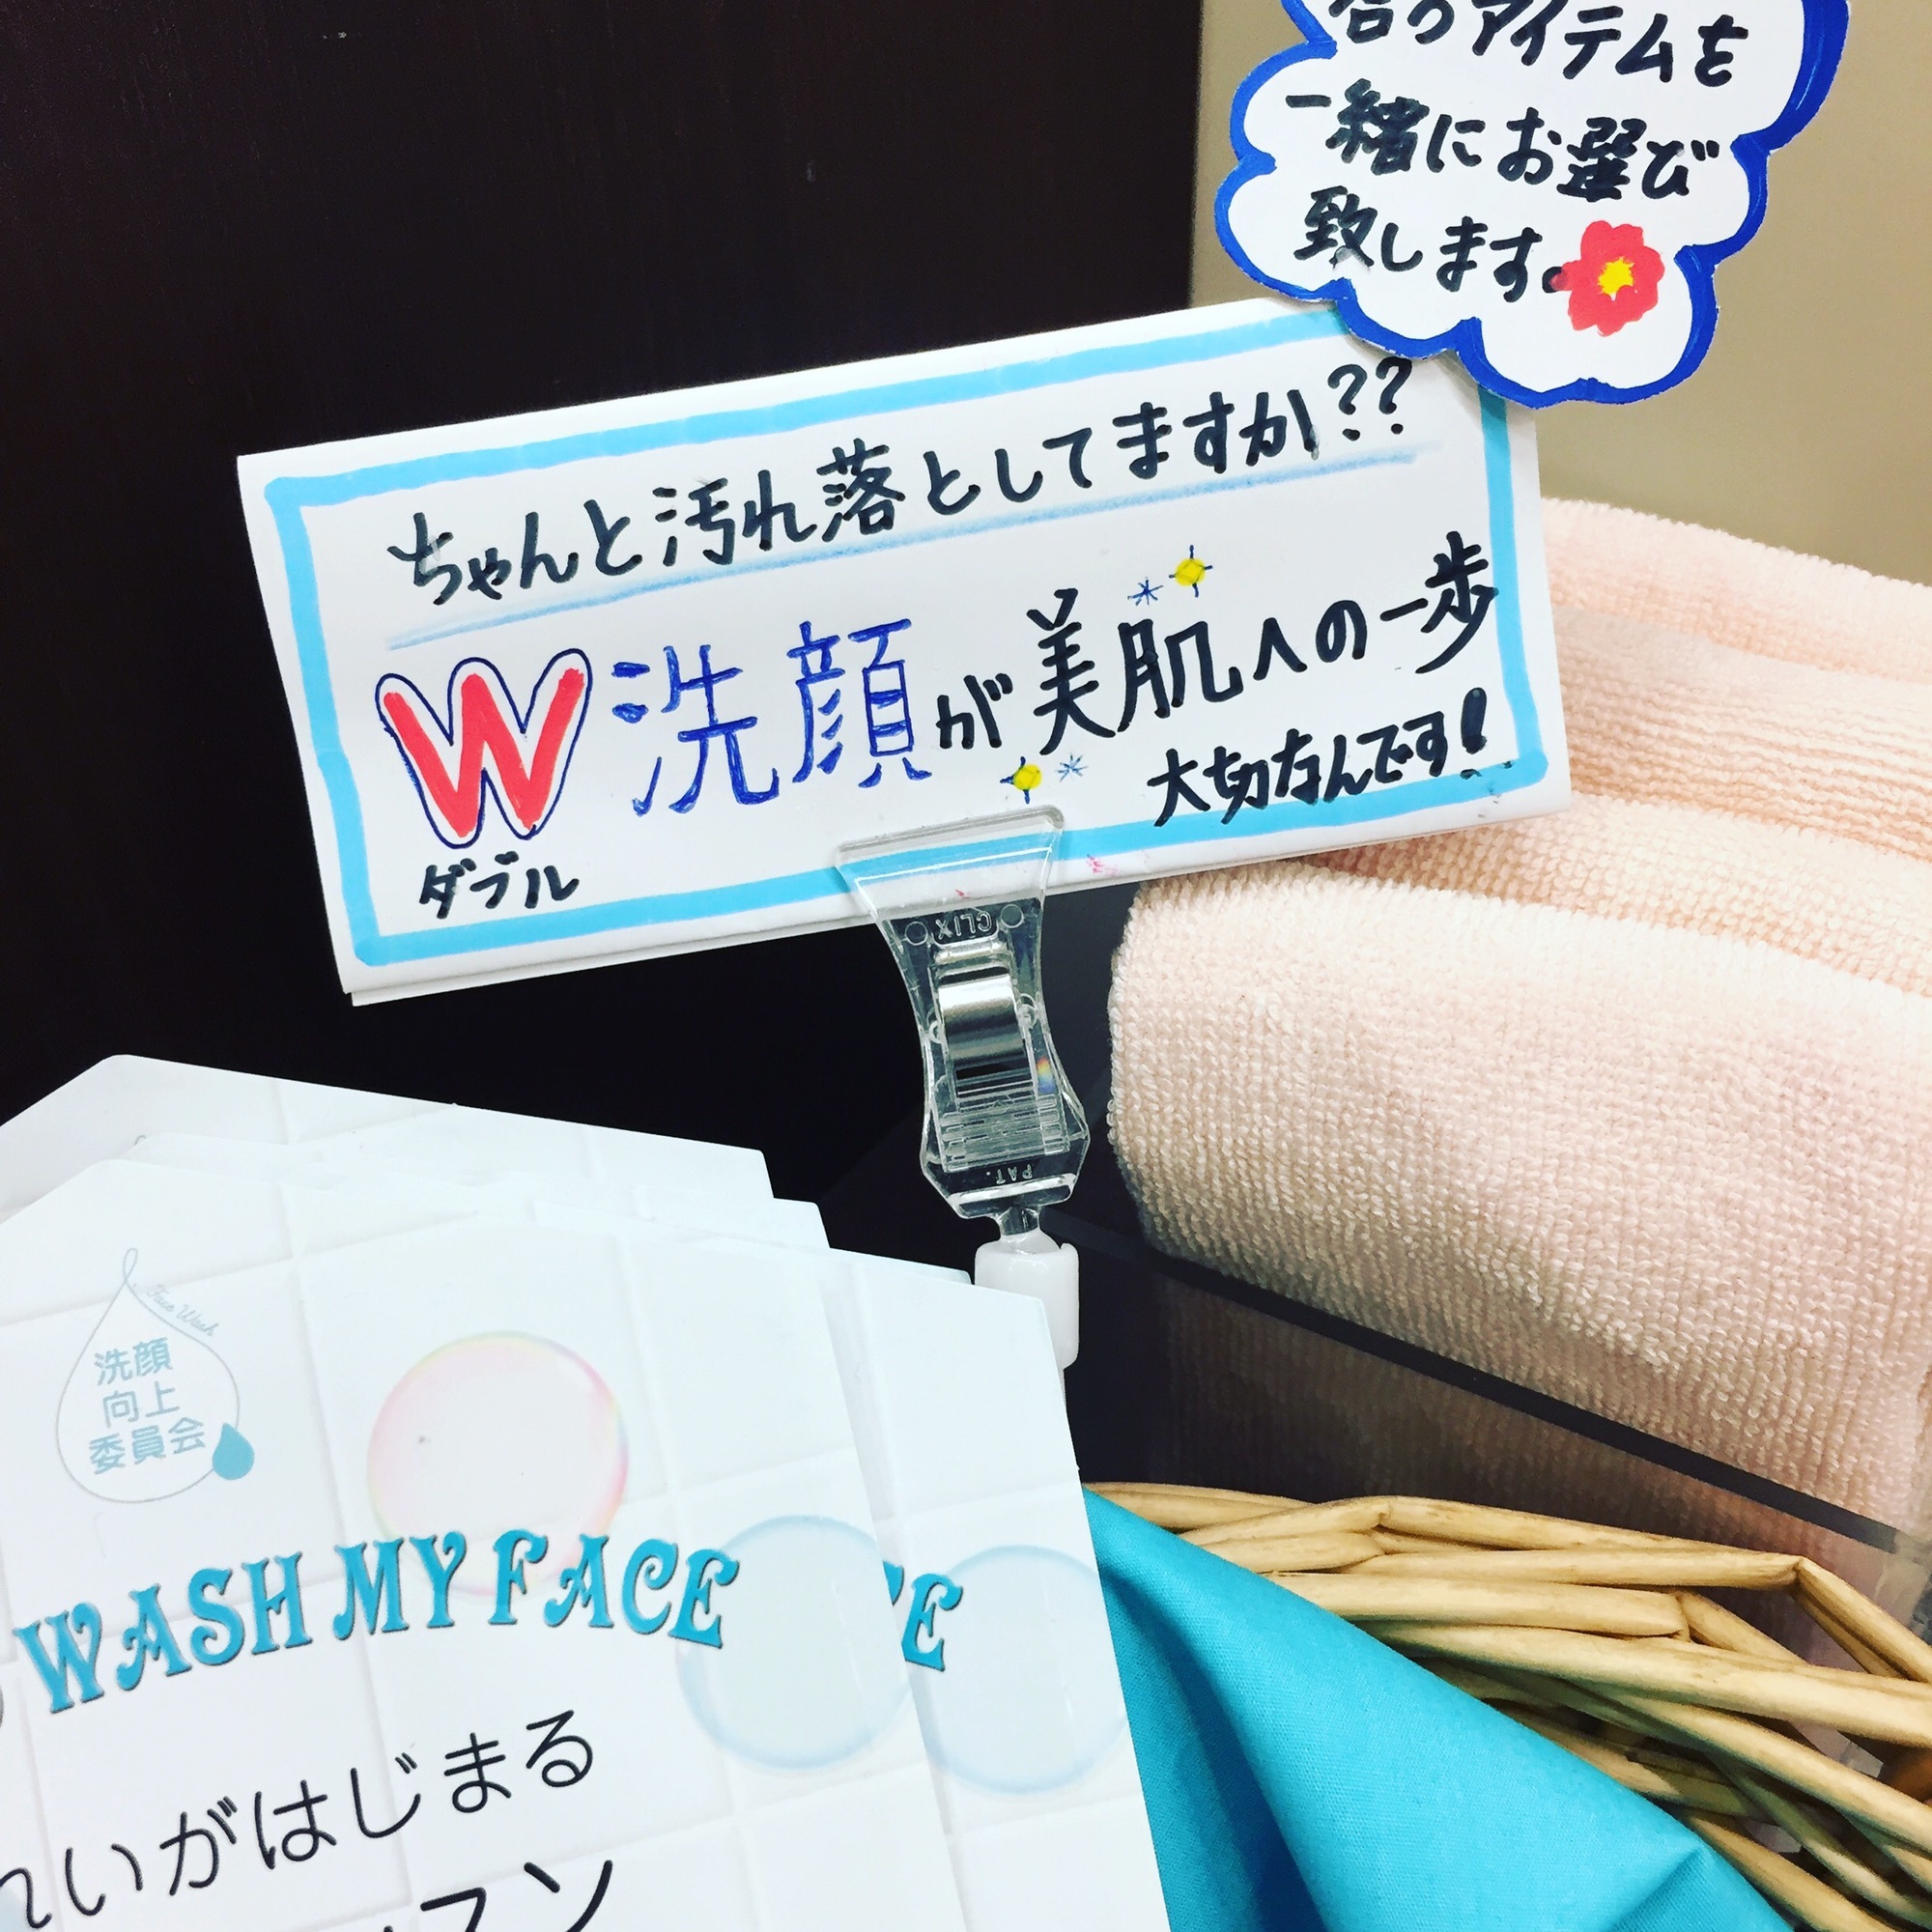 合うアイテムを
一緒にお選び
致します。
ちゃんと汚れ落としてますか??
W洗顔が美肌への一歩
ダブル
大切なんです!
CLIX
PAT.
Face Wash
洗顔
向上
委員会
WASH MY FACE
CE
れいがはじまる
スン